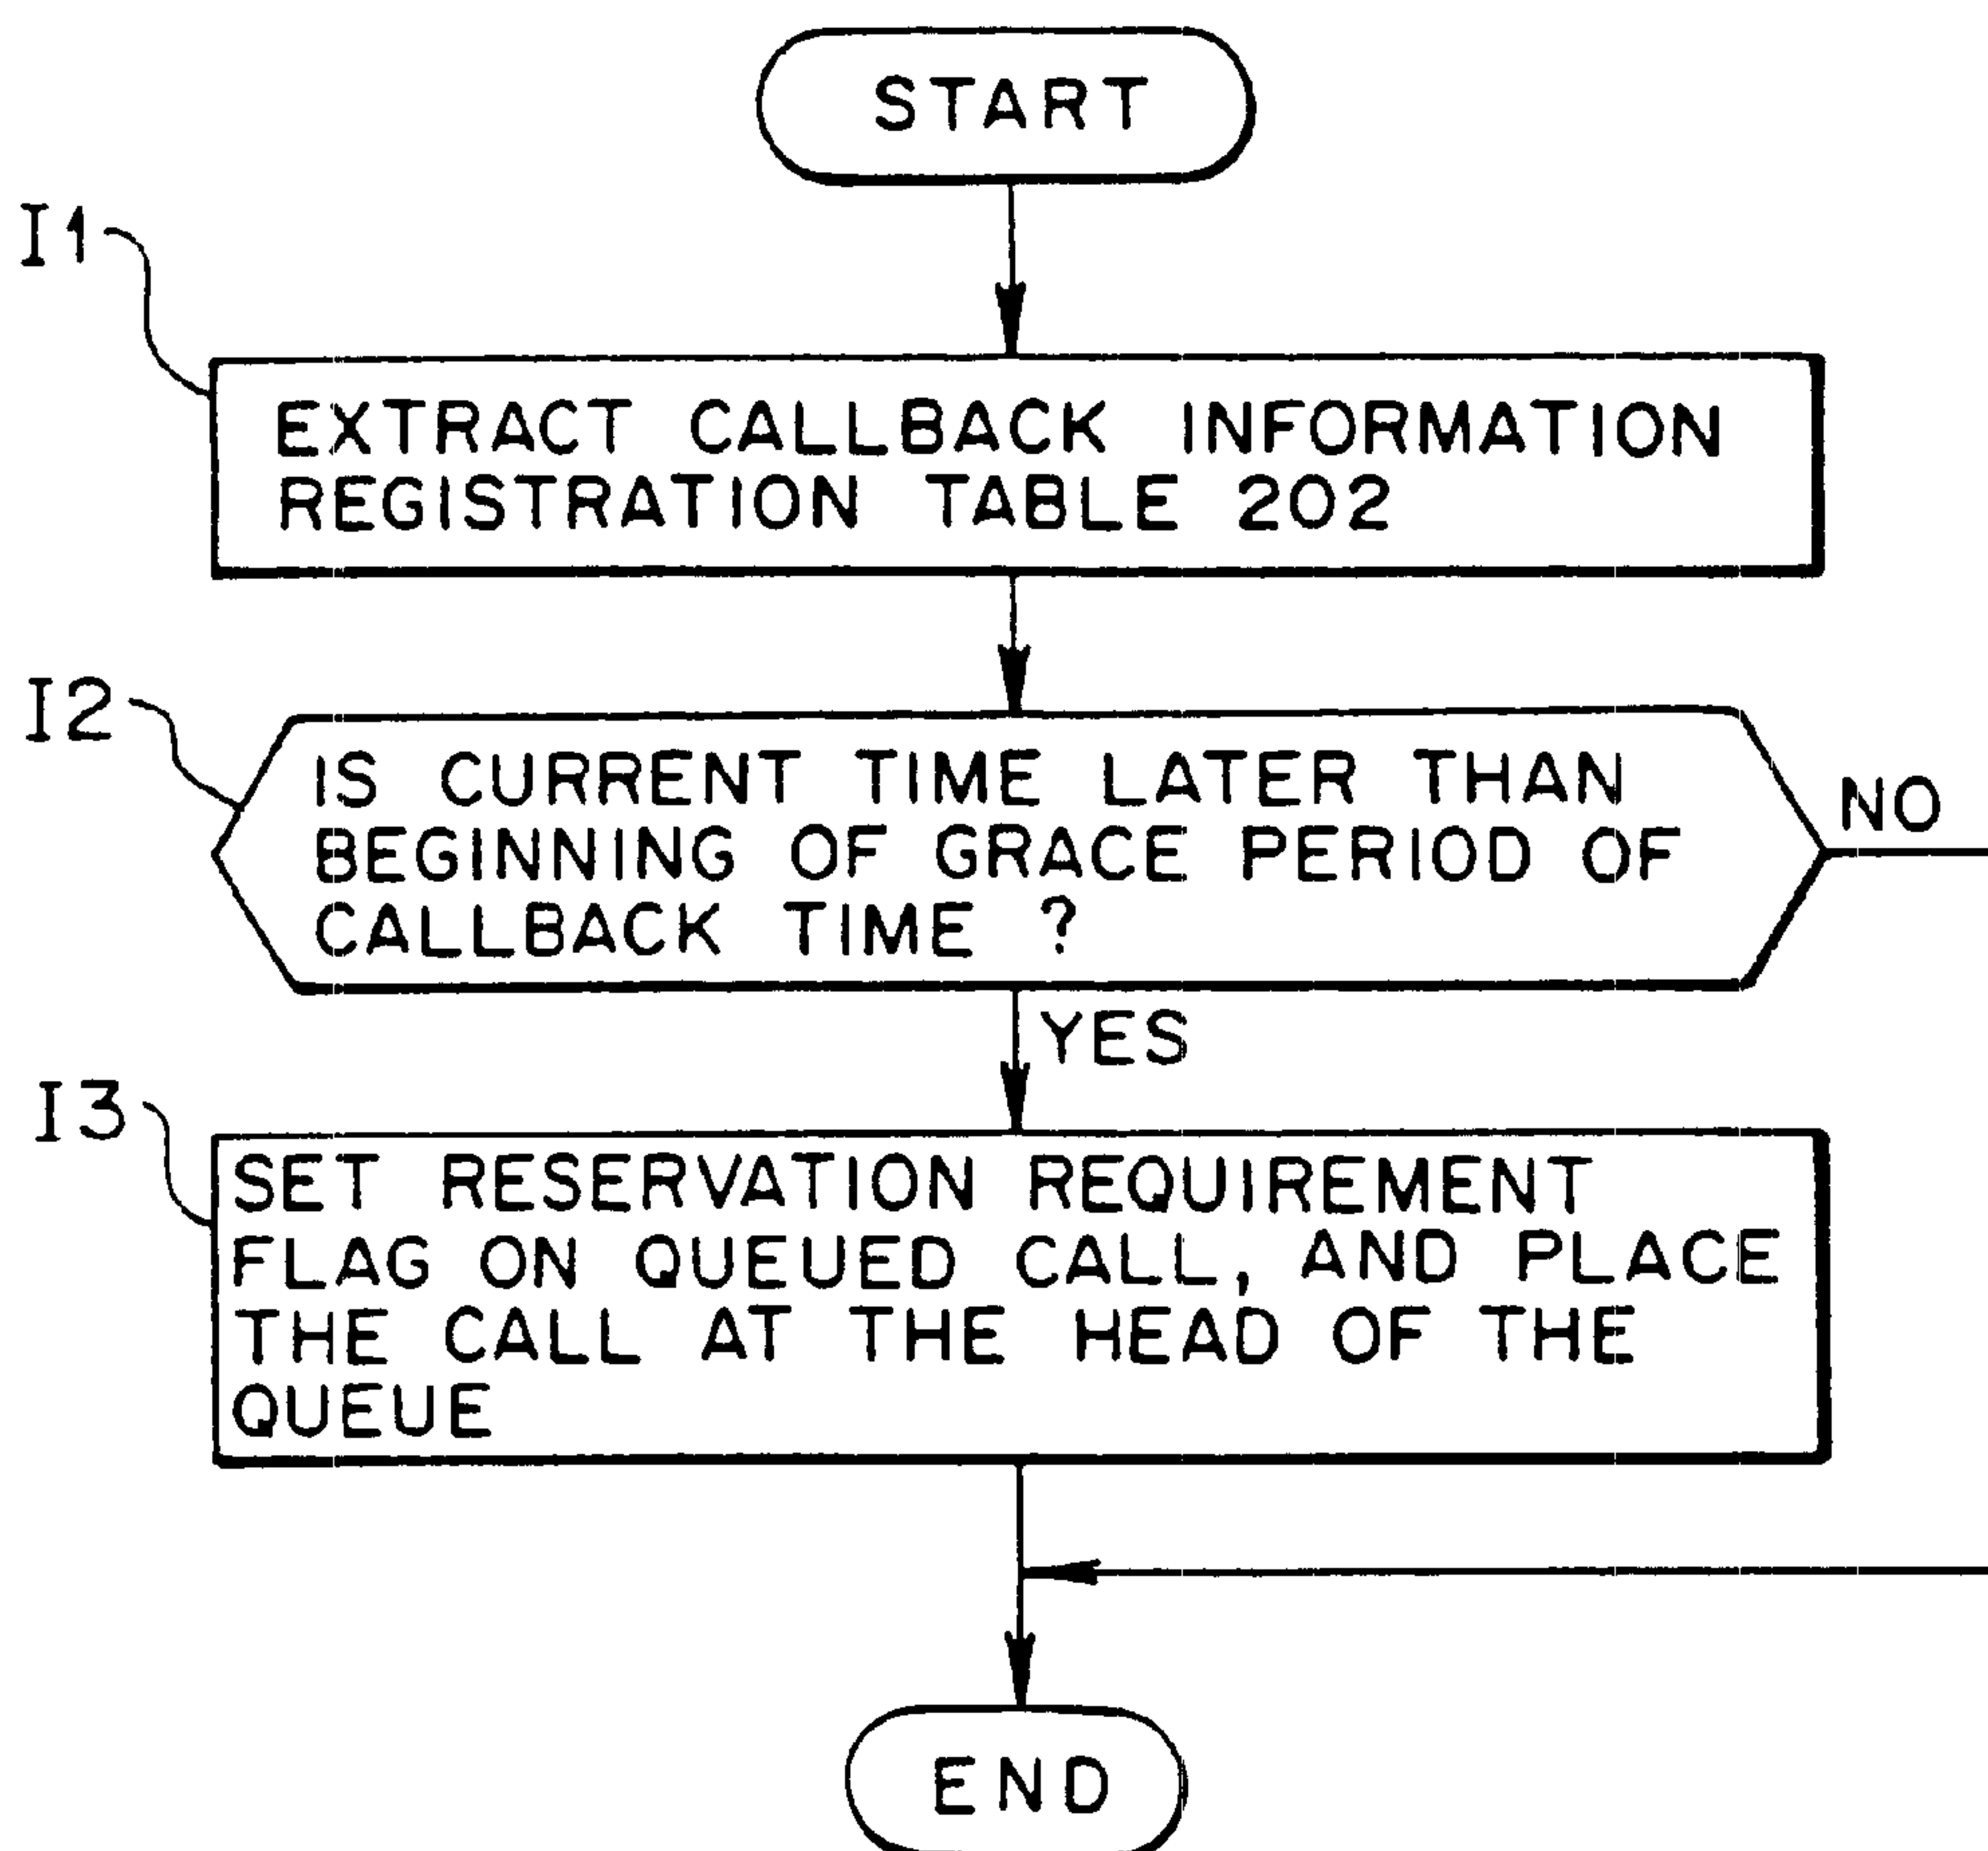 START
I1
EXTRACT CALLBACK INFORMATION
REGISTRATION TABLE 202
I2
IS CURRENT TIME LATER THAN
BEGINNING OF GRACE PERIOD OF
CALLBACK TIME ?
NO
YES
I3
SET RESERVATION REQUIREMENT
FLAG ON QUEUED CALL, AND PLACE
THE CALL AT THE HEAD OF THE
QUEUE
END